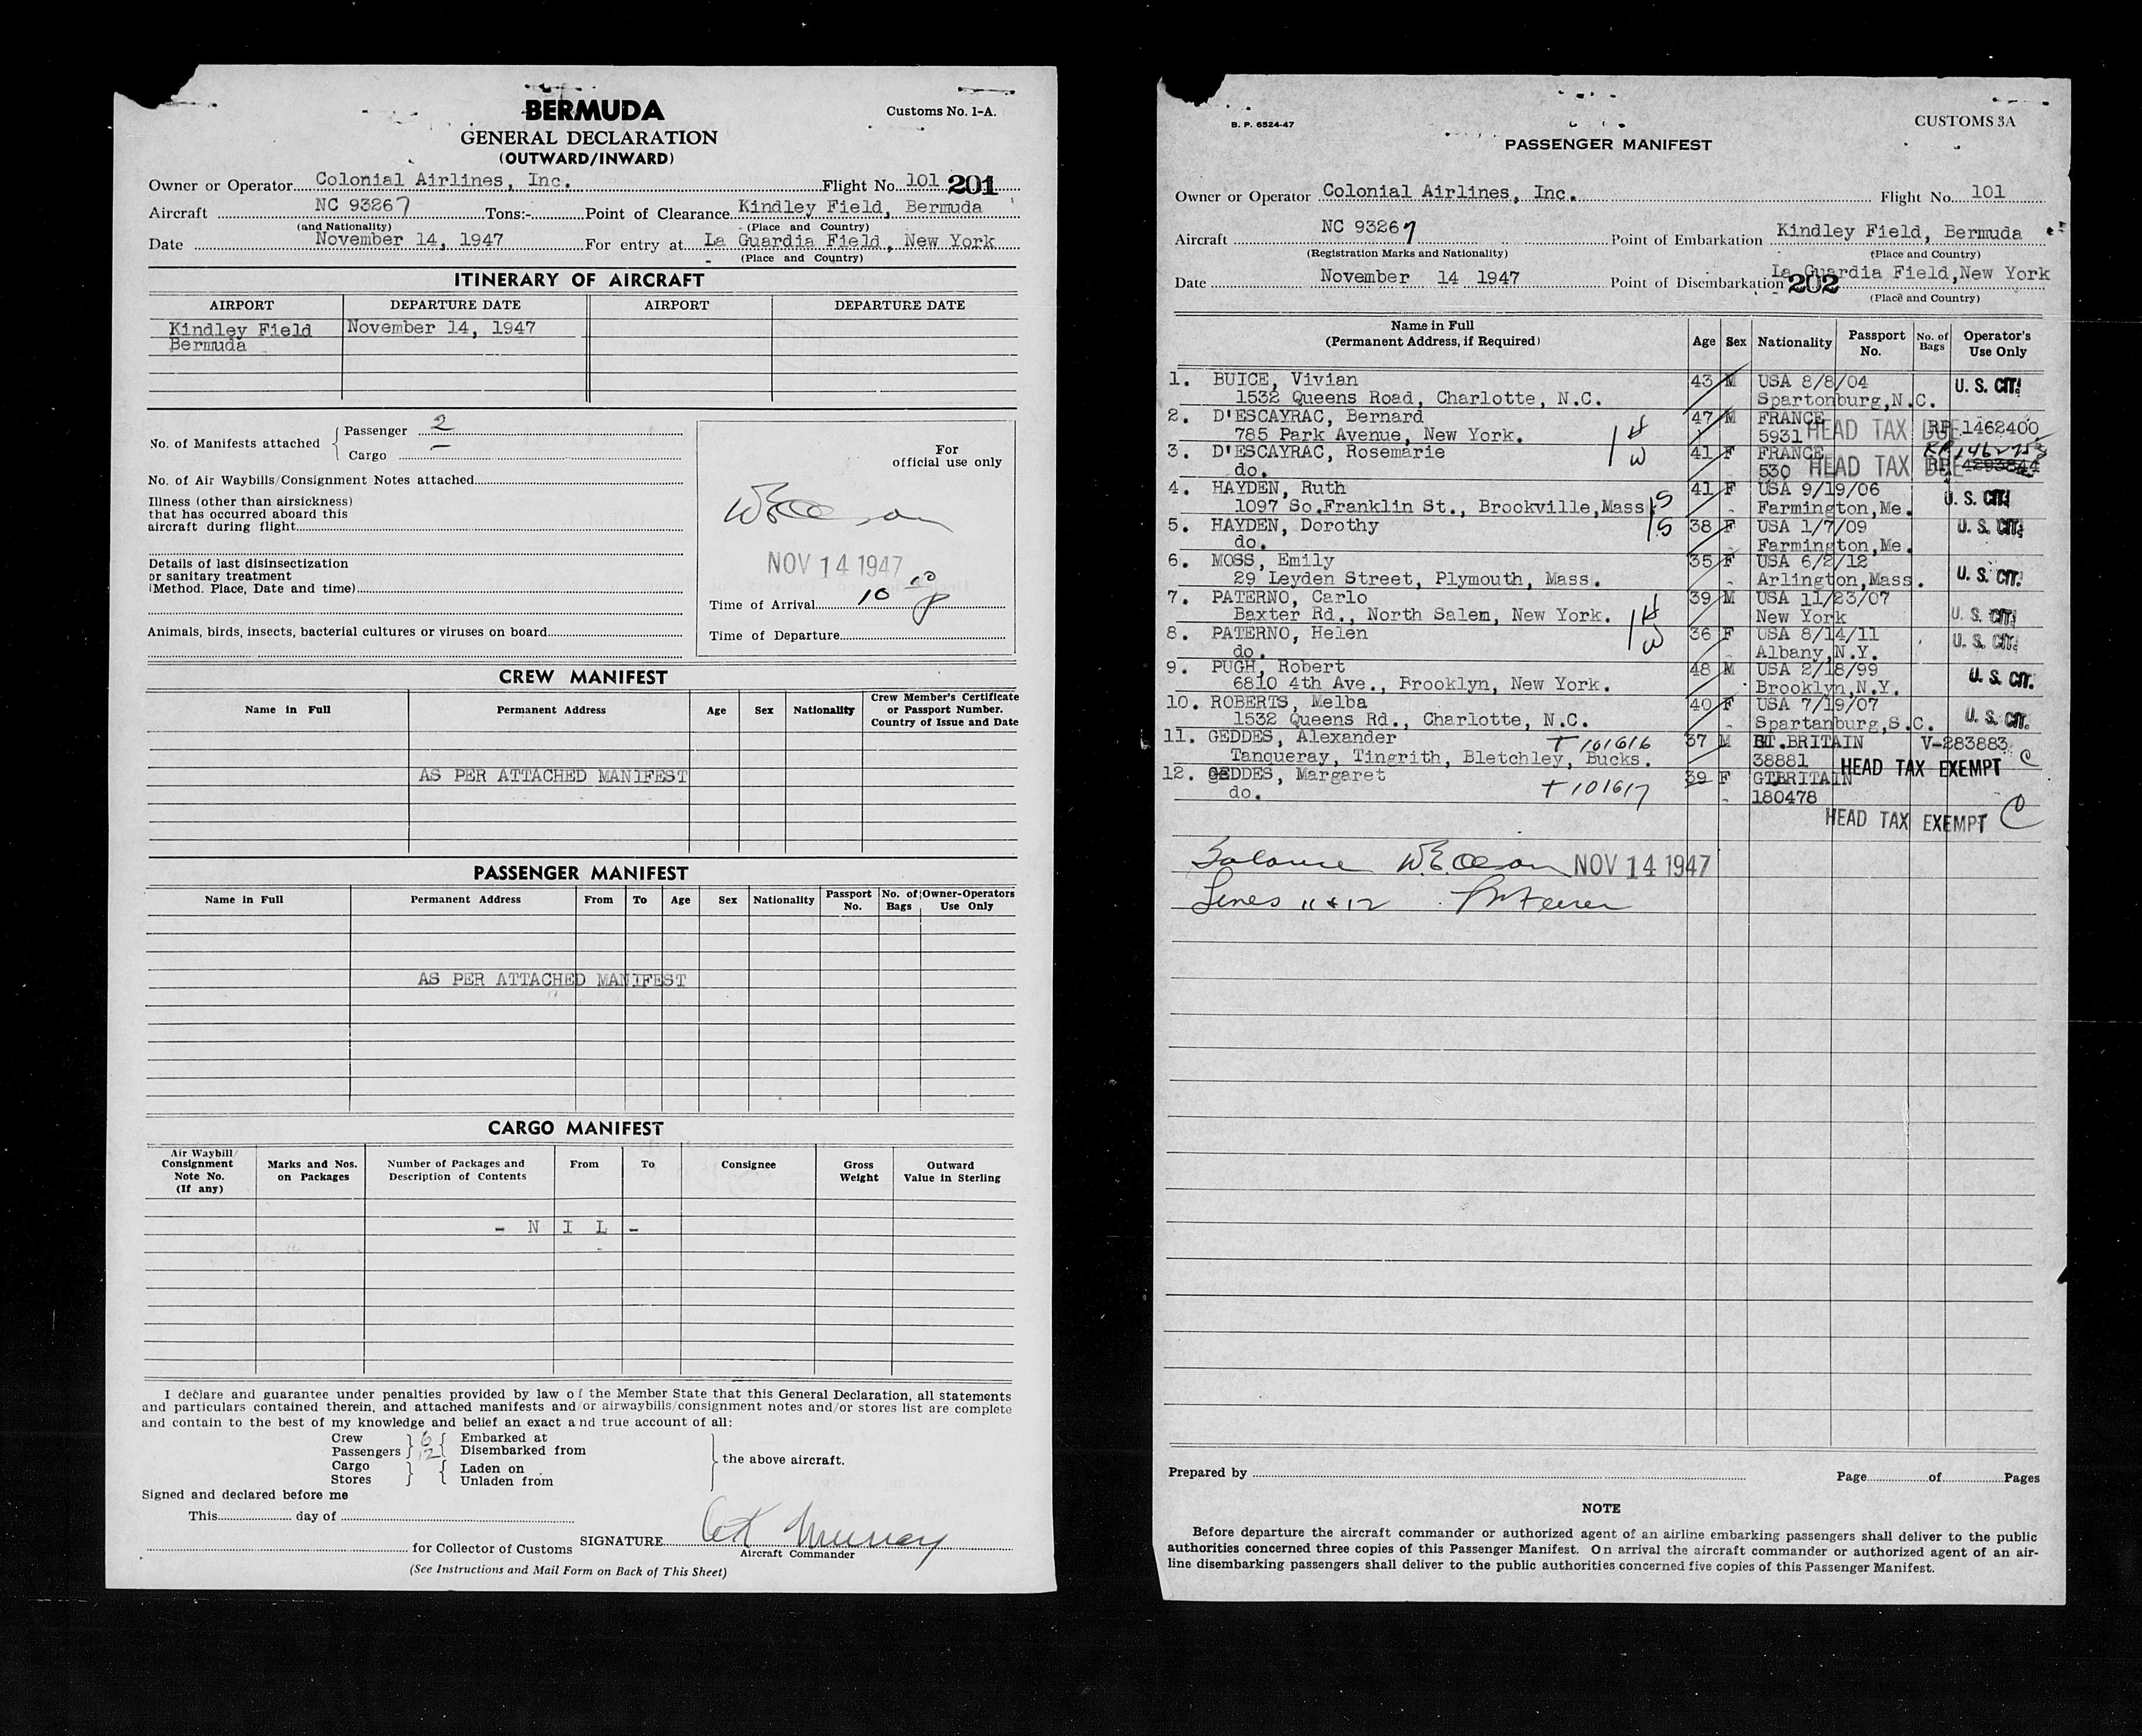 BERMUDA
Customs No. 1-A.
GENERAL DECLARATION
(OUTWARD/INWARD)
Owner or Operator Colonial Airlines, Inc. Flight No. 101 201
Aircraft NC 93267 Tons:- Point of Clearance Kindley Field, Bermuda
(and Nationality) (Place and Country)
Date November 14, 1947 For entry at La Guardia Field, New York
(Place and Country)
ITINERARY OF AIRCRAFT
AIRPORT DEPARTURE DATE AIRPORT DEPARTURE DATE
Kindley Field November 14, 1947
Bermuda
No. of Manifests attached
Passenger 2
Cargo —
For
official use only
No. of Air Waybills/Consignment Notes attached
Illness (other than airsickness)
that has occurred aboard this
aircraft during flight
Details of last disinsectization
or sanitary treatment
(Method. Place, Date and time)
NOV 14 1947
Time of Arrival 10 10 P
Animals, birds, insects, bacterial cultures or viruses on board
Time of Departure
CREW MANIFEST
Name in Full Permanent Address Age Sex Nationality Crew Member's Certificate
or Passport Number.
Country of Issue and Date
AS PER ATTACHED MANIFEST
PASSENGER MANIFEST
Name in Full Permanent Address From To Age Sex Nationality Passport No. No. of Bags Owner-Operators Use Only
AS PER ATTACHED MANIFEST
CARGO MANIFEST
Air Waybill/ Consignment Note No. (If any) Marks and Nos. on Packages Number of Packages and Description of Contents From To Consignee Gross Weight Outward Value in Sterling
- N I L -
I declare and guarantee under penalties provided by law of the Member State that this General Declaration, all statements
and particulars contained therein, and attached manifests and/or airwaybills/consignment notes and/or stores list are complete
and contain to the best of my knowledge and belief an exact and true account of all:
Crew 6 Embarked at
Passengers 12 Disembarked from
the above aircraft.
Cargo Laden on
Stores Unladen from
Signed and declared before me
This day of
for Collector of Customs SIGNATURE Murray
Aircraft Commander
(See Instructions and Mail Form on Back of This Sheet)
B. P. 6524-47
CUSTOMS 3A
PASSENGER MANIFEST
Owner or Operator Colonial Airlines, Inc. Flight No. 101
Aircraft NC 93267 Point of Embarkation Kindley Field, Bermuda
(Registration Marks and Nationality) (Place and Country)
Date November 14 1947 Point of Disembarkation La Guardia Field, New York
202
(Place and Country)
Name in Full
(Permanent Address, if Required)
Age Sex Nationality Passport No. No. of Bags Operator's Use Only
1. BUICE, Vivian 43 M USA 8/8/04 U. S. CIT.
1532 Queens Road, Charlotte, N.C. Spartonburg,N.C.
2. D'ESCAYRAC, Bernard 47 M FRANCE RP 1462400
785 Park Avenue, New York. 1 H 5931 HEAD TAX DUE
3. D'ESCAYRAC, Rosemarie 41 F FRANCE
do. 1 W 530 HEAD TAX DUE RP 4293844
4. HAYDEN, Ruth 41 F USA 9/19/06 U. S. CIT.
1097 So.Franklin St., Brookville,Mass 1S Farmington,Me.
5. HAYDEN, Dorothy 1S 38 F USA 1/7/09 U. S. CIT.
do. Farmington,Me.
6. MOSS, Emily 35 F USA 6/2/12
29 Leyden Street, Plymouth, Mass. Arlington,Mass. U. S. CIT.
7. PATERNO, Carlo 39 M USA 11/23/07
Baxter Rd., North Salem, New York. 1 H New York U. S. CIT.
8. PATERNO, Helen 36 F USA 8/14/11 U. S. CIT.
do. 1 W Albany,N.Y.
9. PUGH, Robert 48 M USA 2/18/99 U. S. CIT.
6810 4th Ave., Brooklyn, New York. Brooklyn,N.Y.
10. ROBERTS, Melba 40 F USA 7/19/07
1532 Queens Rd., Charlotte, N.C. Spartanburg,S.C. U. S. CIT.
11. GEDDES, Alexander T 101616 37 M GT.BRITAIN V-283883
Tanqueray, Tingrith, Bletchley, Bucks. 38881 HEAD TAX EXEMPT C
12. GEDDES, Margaret T 101617 39 F GT.BRITAIN
do. 180478
HEAD TAX EXEMPT C
Balance W.E. Olson NOV 14 1947
Lines 11 & 12
Prepared by Page of Pages
NOTE
Before departure the aircraft commander or authorized agent of an airline embarking passengers shall deliver to the public
authorities concerned three copies of this Passenger Manifest. On arrival the aircraft commander or authorized agent of an air-
line disembarking passengers shall deliver to the public authorities concerned five copies of this Passenger Manifest.